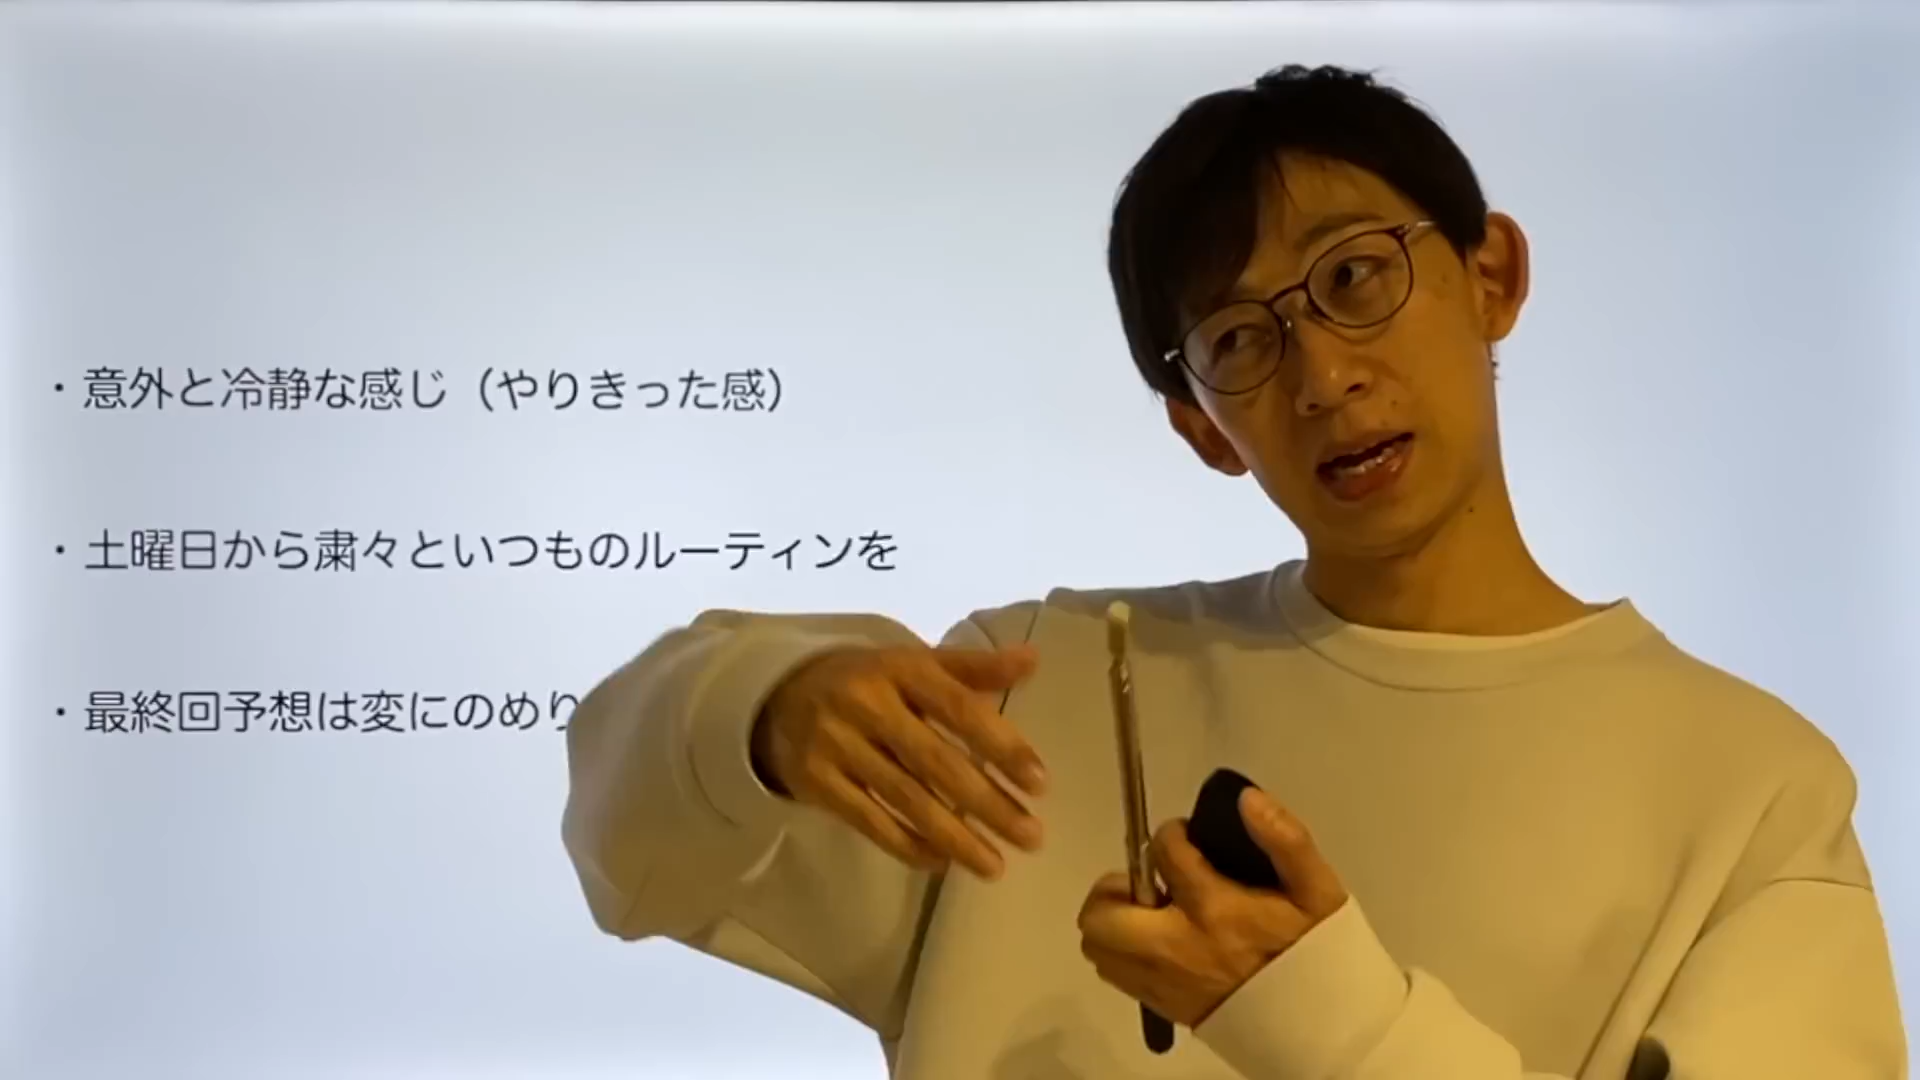 ・意外と冷静な感じ（やりきった感）
・土曜日から粛々といつものルーティンを
・最終回予想は変にのめり